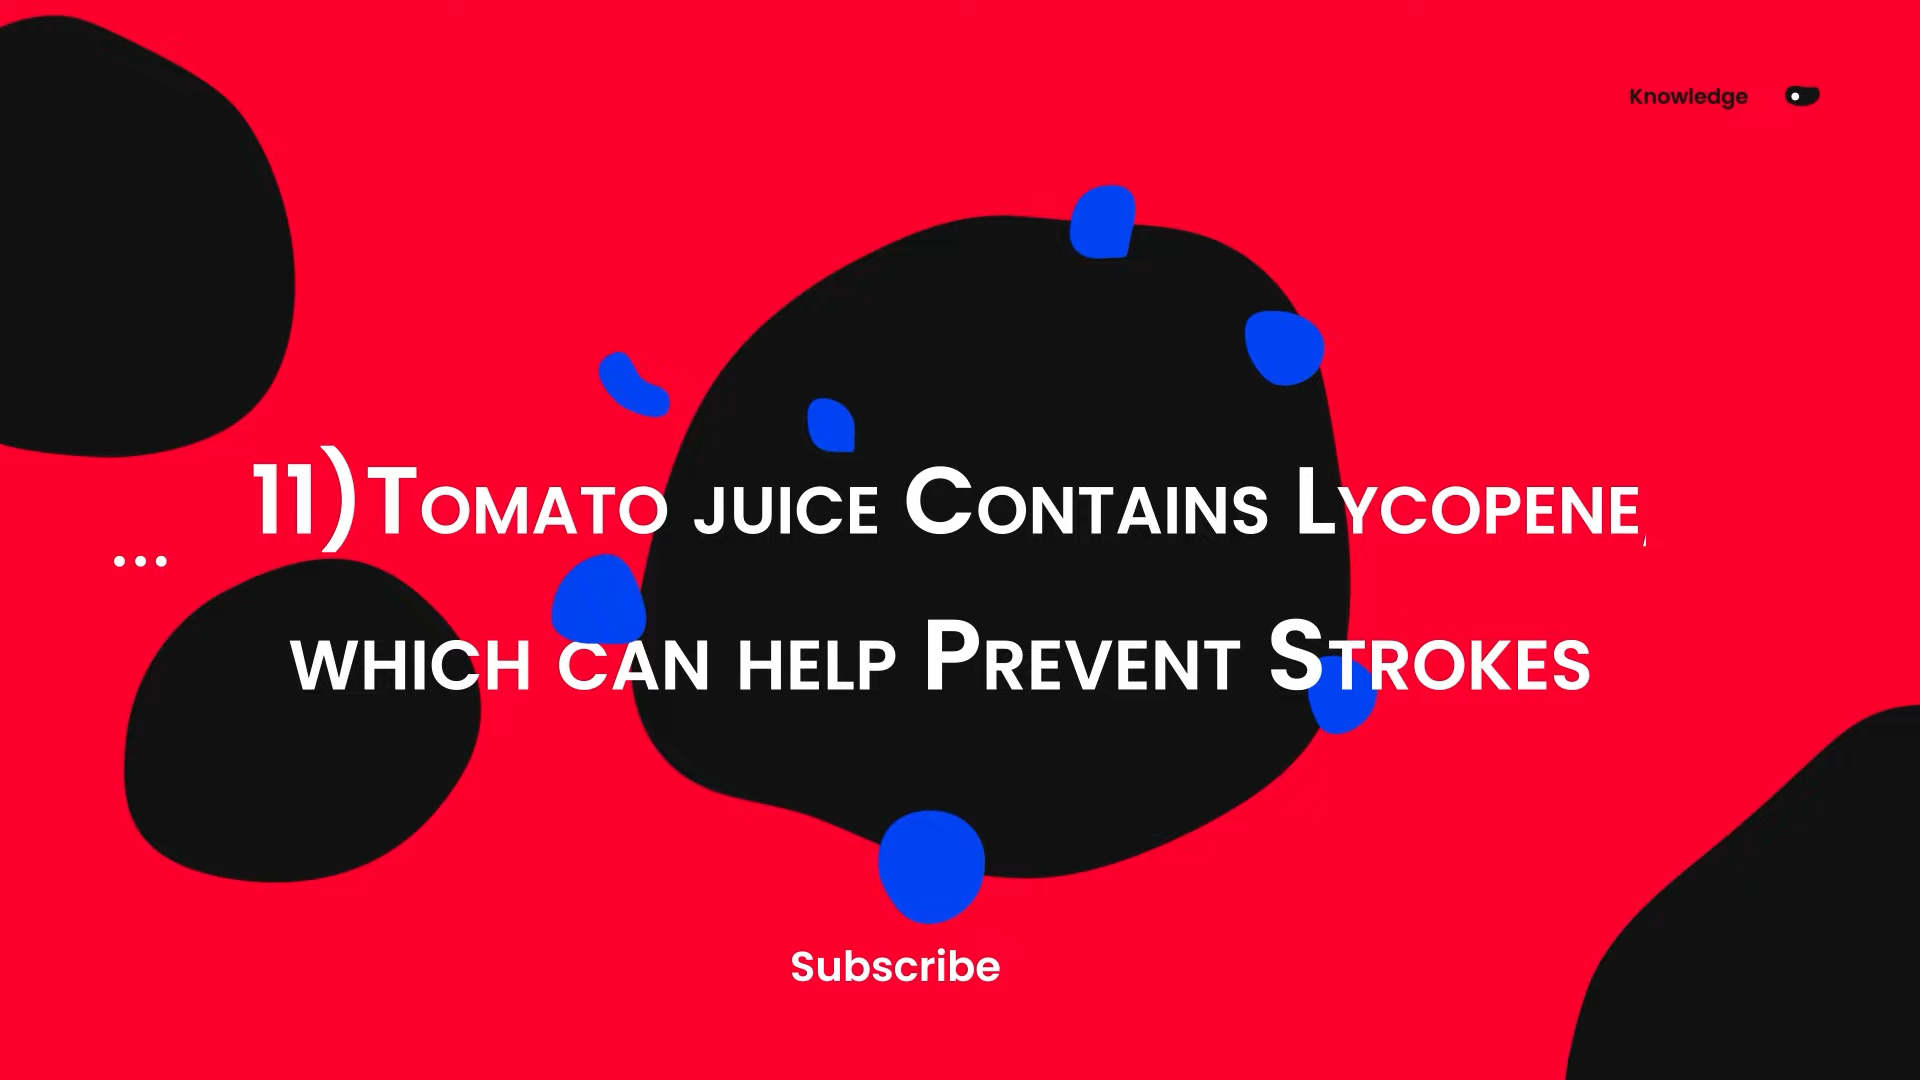 Knowledge
11)Tomato juice Contains Lycopene,
which can help Prevent Strokes
Subscribe